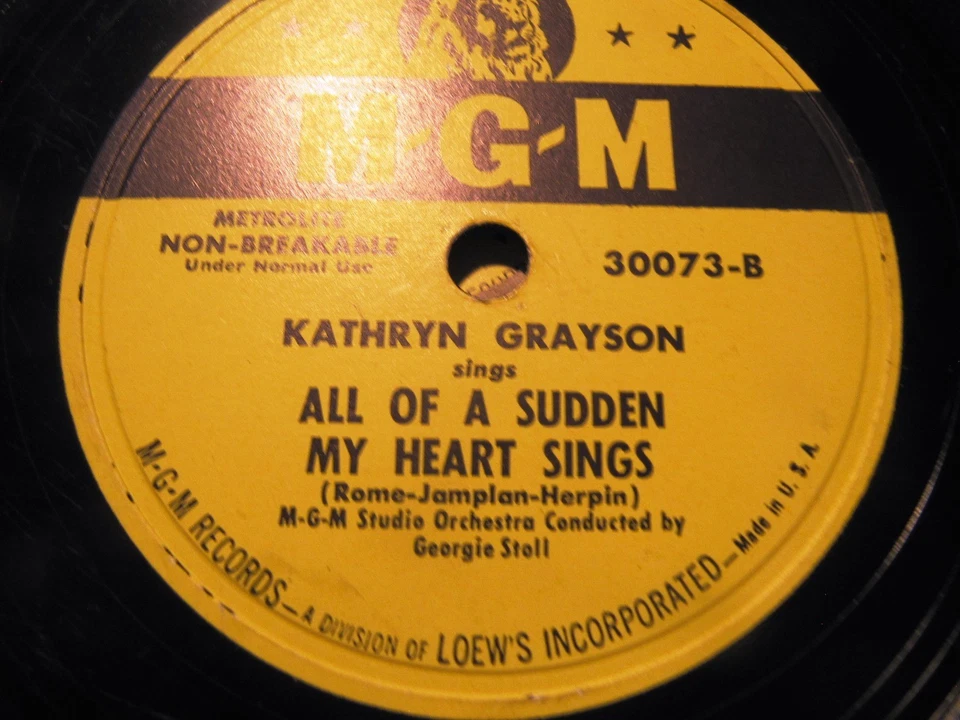 M-G-M
METROLITE
NON-BREAKABLE
Under Normal Use
30073-B
KATHRYN GRAYSON
sings
ALL OF A SUDDEN
MY HEART SINGS
(Rome-Jamplan-Herpin)
M-G-M Studio Orchestra Conducted by
Georgie Stoll
M-G-M RECORDS—A DIVISION OF LOEW'S INCORPORATED—Made in U. S. A.